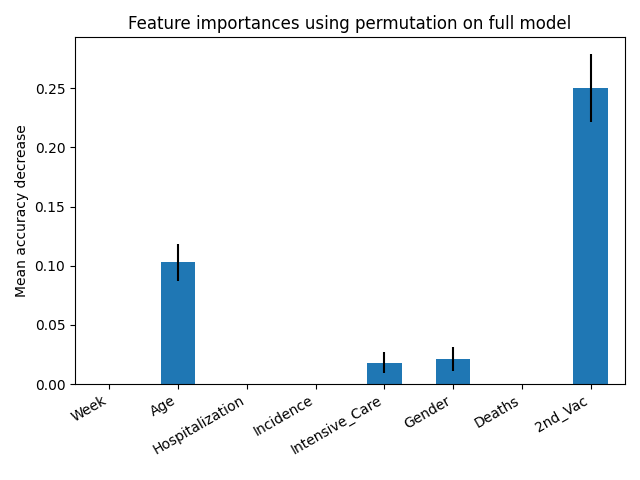 Feature importances using permutation on full model
Mean accuracy decrease
0.25
0.20
0.15
0.10
0.05
0.00
Week
Age
Hospitalization
Incidence
Intensive_Care
Gender
Deaths
2nd_Vac